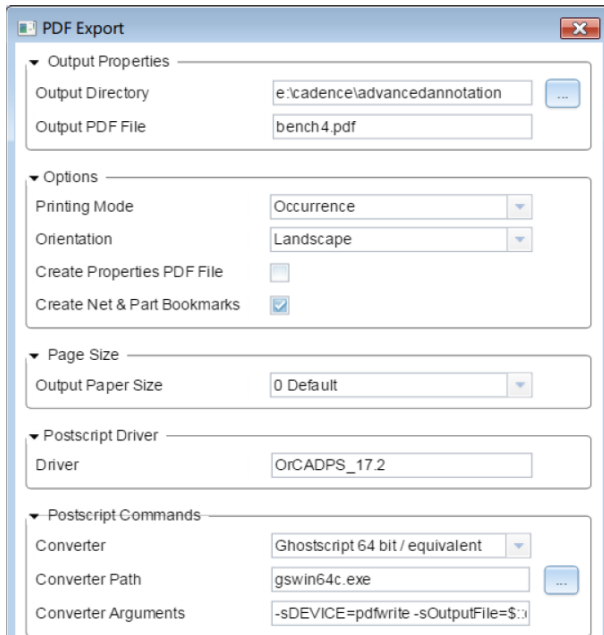 PDF Export
Output Properties
Output Directory e:\cadence\advancedannotation ...
Output PDF File bench4.pdf
Options
Printing Mode Occurrence
Orientation Landscape
Create Properties PDF File
Create Net & Part Bookmarks
Page Size
Output Paper Size 0 Default
Postscript Driver
Driver OrCADPS_17.2
Postscript Commands
Converter Ghostscript 64 bit / equivalent
Converter Path gswin64c.exe ...
Converter Arguments -sDEVICE=pdfwrite -sOutputFile=$::